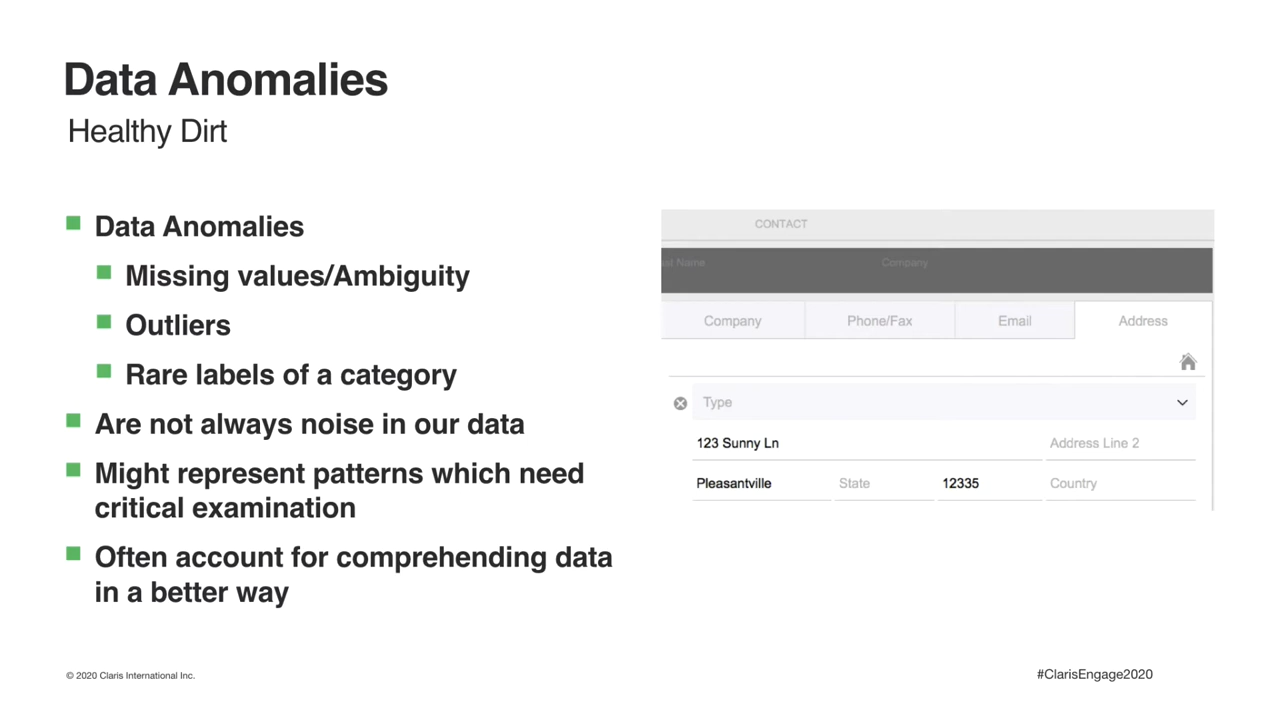 Data Anomalies
Healthy Dirt
Data Anomalies
Missing values/Ambiguity
Outliers
Rare labels of a category
Are not always noise in our data
Might represent patterns which need
critical examination
Often account for comprehending data
in a better way
CONTACT
ast Name Company
Company Phone/Fax Email Address
Type
123 Sunny Ln Address Line 2
Pleasantville State 12335 Country
© 2020 Claris International Inc.
#ClarisEngage2020